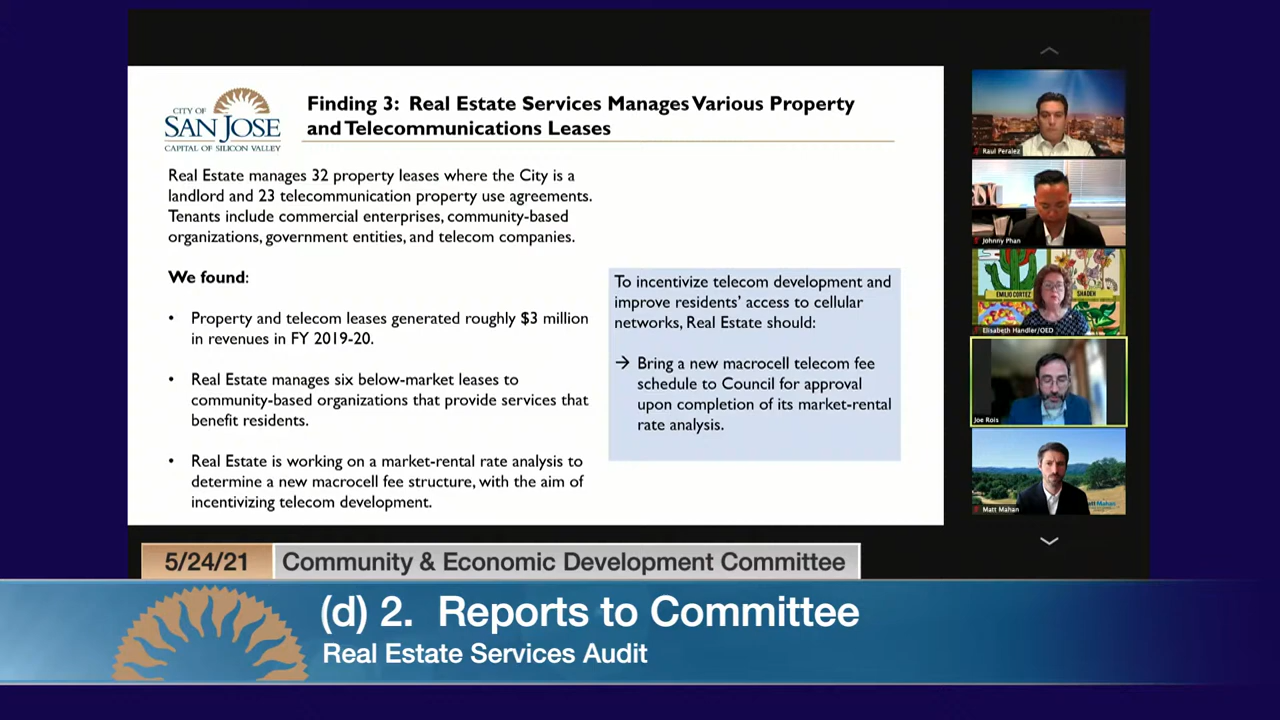 CITY OF
SAN JOSE
CAPITAL OF SILICON VALLEY
Finding 3: Real Estate Services Manages Various Property
and Telecommunications Leases
Real Estate manages 32 property leases where the City is a
landlord and 23 telecommunication property use agreements.
Tenants include commercial enterprises, community-based
organizations, government entities, and telecom companies.
We found:
• Property and telecom leases generated roughly $3 million
in revenues in FY 2019-20.
• Real Estate manages six below-market leases to
community-based organizations that provide services that
benefit residents.
• Real Estate is working on a market-rental rate analysis to
determine a new macrocell fee structure, with the aim of
incentivizing telecom development.
To incentivize telecom development and
improve residents' access to cellular
networks, Real Estate should:
→ Bring a new macrocell telecom fee
schedule to Council for approval
upon completion of its market-rental
rate analysis.
Raul Peralez
Johnny Phan
EMILIO CORTEZ
SHADEH
Elisabeth Handler/OED
Joe Rois
Matt Mahan
5/24/21
Community & Economic Development Committee
(d) 2. Reports to Committee
Real Estate Services Audit